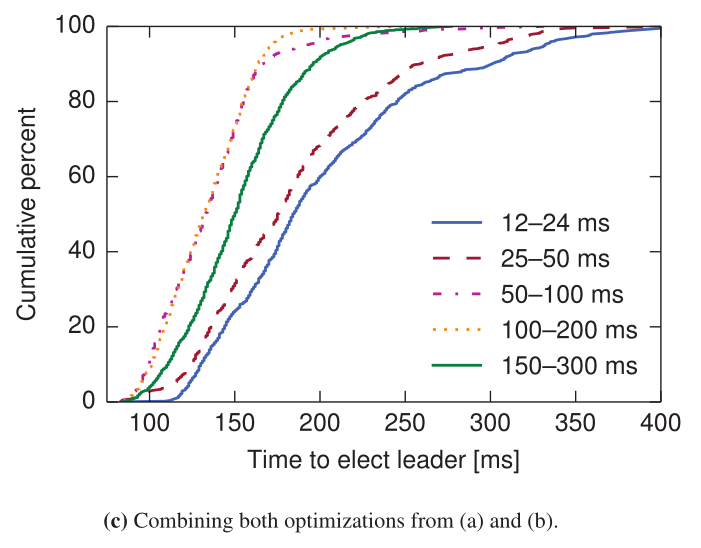 100
80
60
40
20
0
Cumulative percent
12–24 ms
25–50 ms
50–100 ms
100–200 ms
150–300 ms
100 150 200 250 300 350 400
Time to elect leader [ms]
(c) Combining both optimizations from (a) and (b).